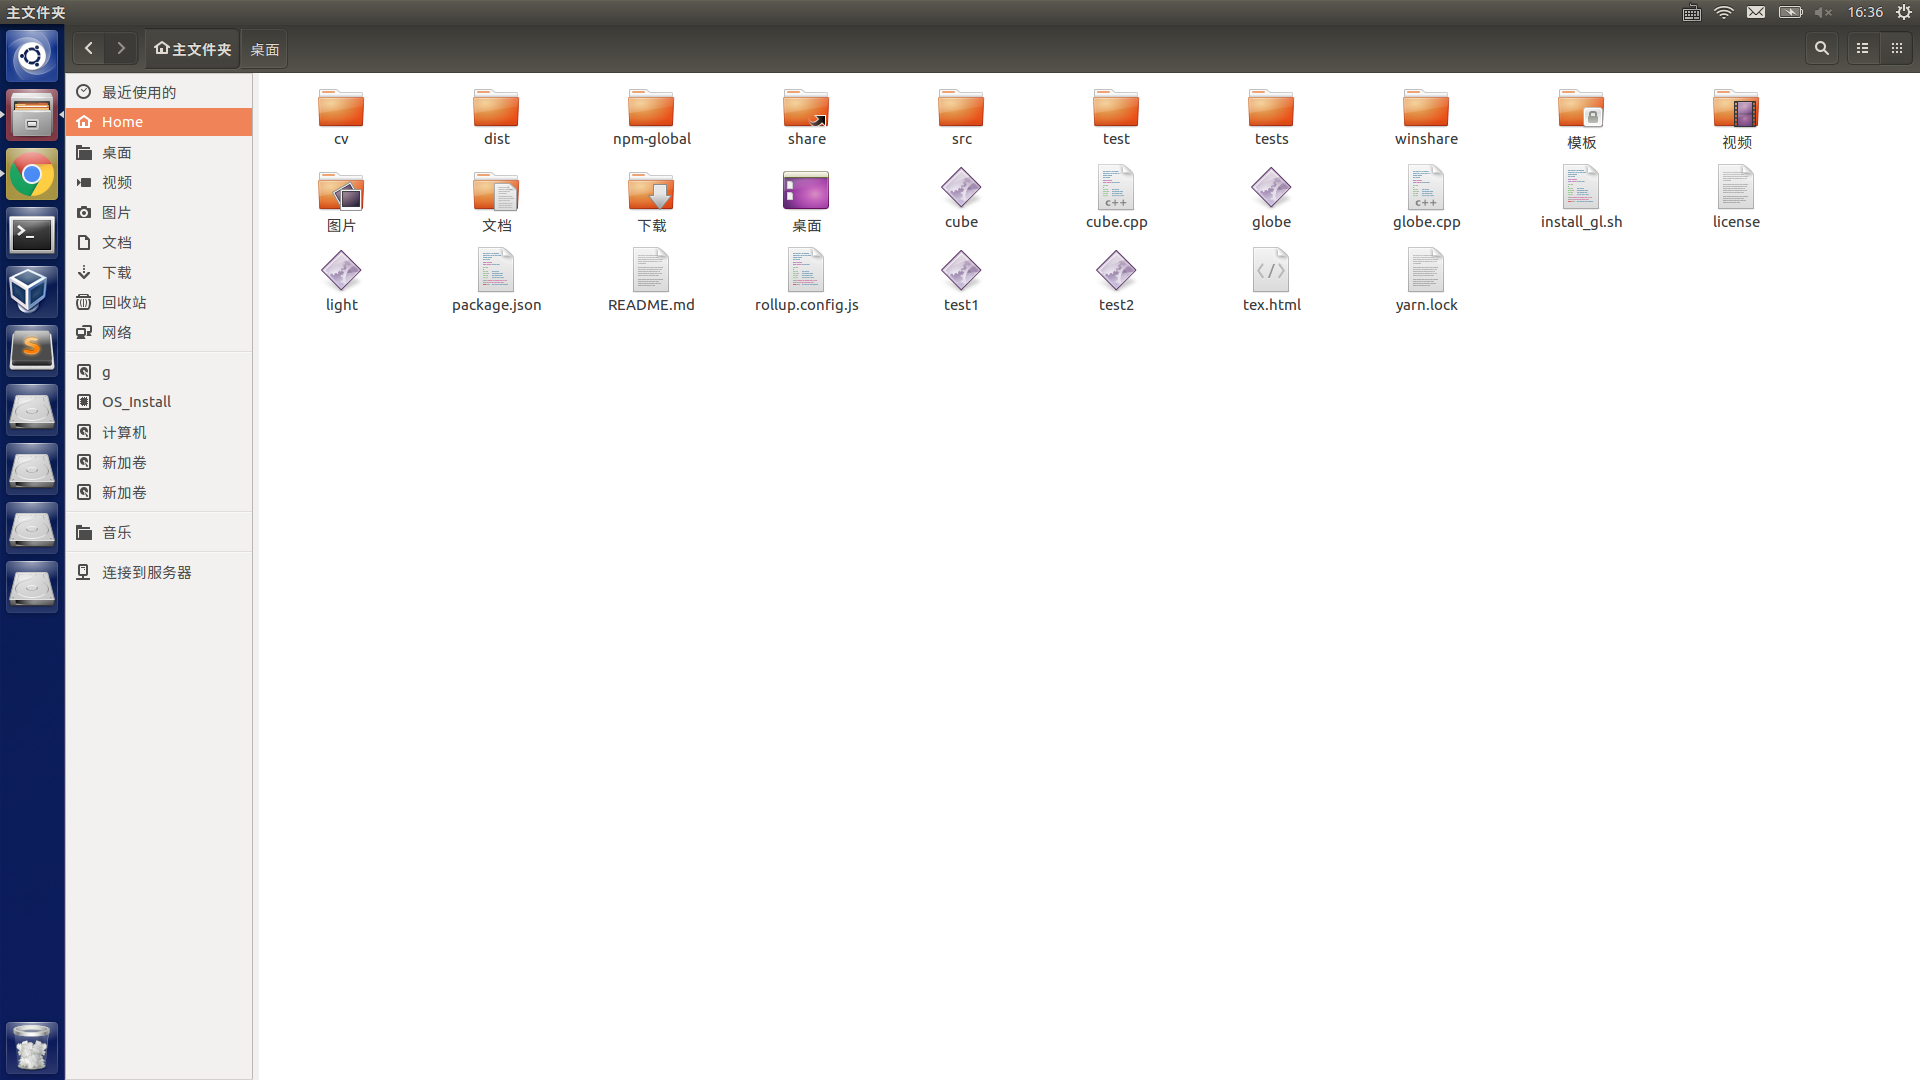 主文件夹
16:36
主文件夹 桌面
最近使用的
Home
桌面
视频
图片
文档
下载
回收站
网络
g
OS_Install
计算机
新加卷
新加卷
音乐
连接到服务器
cv dist npm-global share src test tests winshare 模板 视频
图片 文档 下载 桌面 cube cube.cpp globe globe.cpp install_gl.sh license
light package.json README.md rollup.config.js test1 test2 tex.html yarn.lock